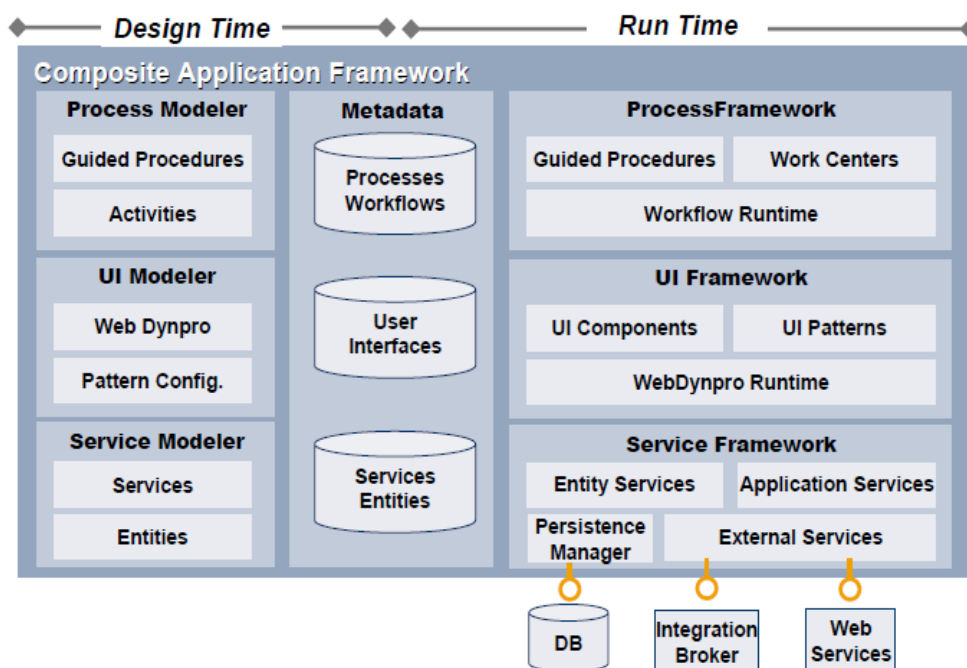 Design Time
Run Time
Composite Application Framework
Process Modeler
Guided Procedures
Activities
UI Modeler
Web Dynpro
Pattern Config.
Service Modeler
Services
Entities
Metadata
Processes
Workflows
User
Interfaces
Services
Entities
ProcessFramework
Guided Procedures
Work Centers
Workflow Runtime
UI Framework
UI Components
UI Patterns
WebDynpro Runtime
Service Framework
Entity Services
Application Services
Persistence
Manager
External Services
DB
Integration
Broker
Web
Services